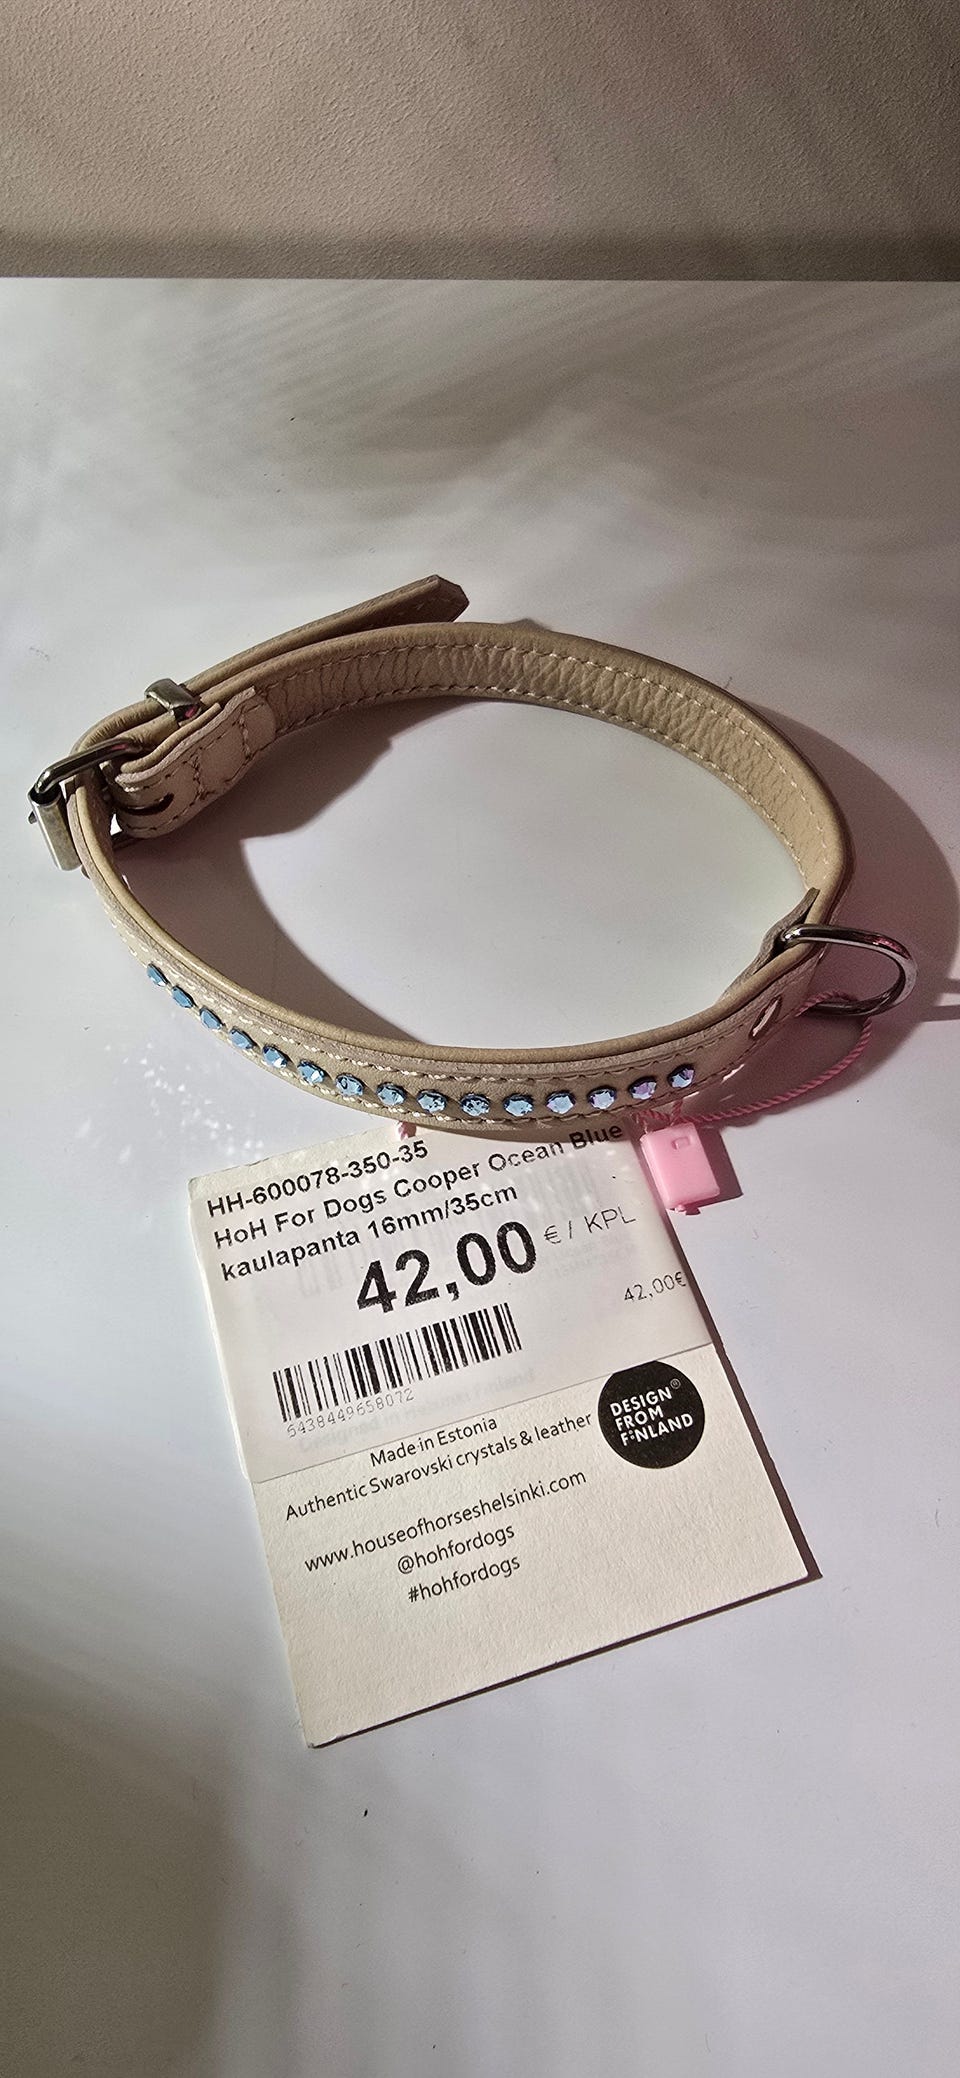 HH-600078-350-35
HoH For Dogs Cooper Ocean Blue
kaulapanta 16mm/35cm
42,00 € / KPL
42,00€
6438449658072
Made in Estonia
Authentic Swarovski crystals & leather
DESIGN®
FROM
FINLAND
www.houseofhorseshelsinki.com
@hohfordogs
#hohfordogs